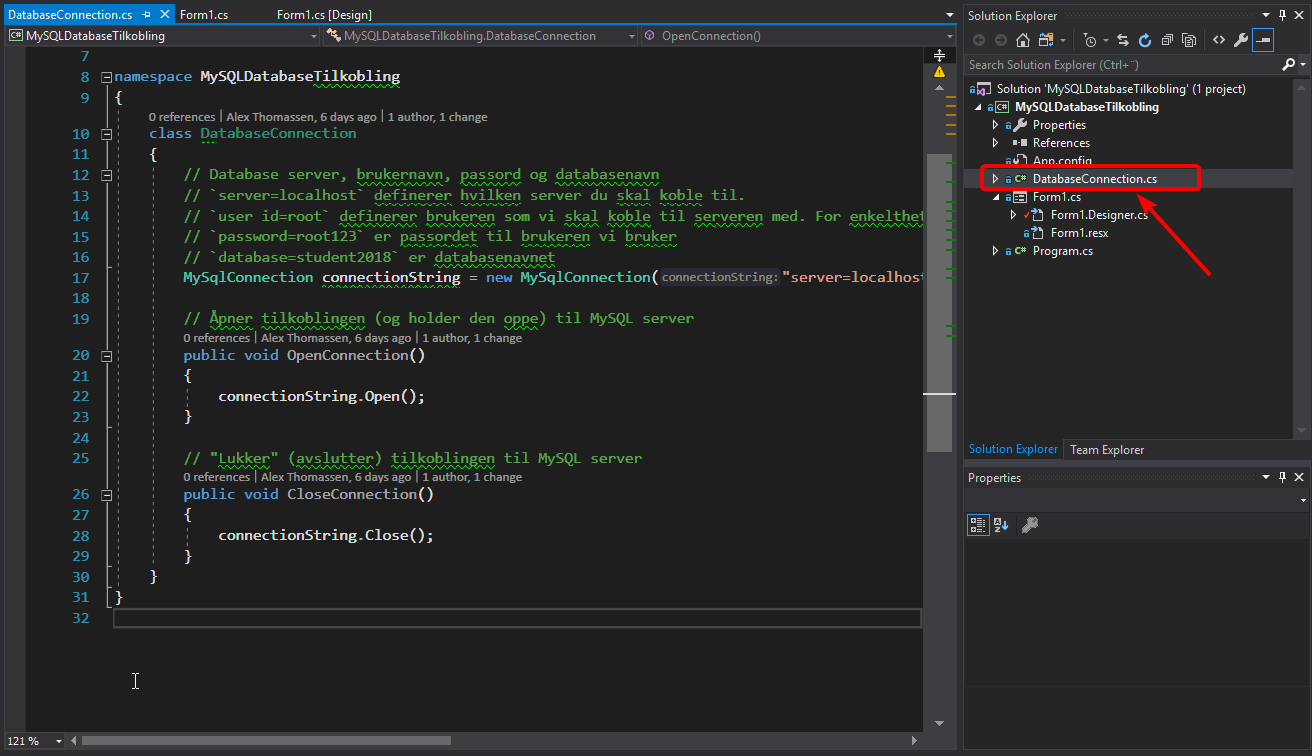 DatabaseConnection.cs
Form1.cs
Form1.cs [Design]
MySQLDatabaseTilkobling
MySQLDatabaseTilkobling.DatabaseConnection
OpenConnection()
7
8 namespace MySQLDatabaseTilkobling
9 {
0 references | Alex Thomassen, 6 days ago | 1 author, 1 change
10 class DatabaseConnection
11 {
12 // Database server, brukernavn, passord og databasenavn
13 // `server=localhost` definerer hvilken server du skal koble til.
14 // `user id=root` definerer brukeren som vi skal koble til serveren med. For enkelthet
15 // `password=root123` er passordet til brukeren vi bruker
16 // `database=student2018` er databasenavnet
17 MySqlConnection connectionString = new MySqlConnection(connectionString: "server=localhost
18
19 // Åpner tilkoblingen (og holder den oppe) til MySQL server
0 references | Alex Thomassen, 6 days ago | 1 author, 1 change
20 public void OpenConnection()
21 {
22 connectionString.Open();
23 }
24
25 // "Lukker" (avslutter) tilkoblingen til MySQL server
0 references | Alex Thomassen, 6 days ago | 1 author, 1 change
26 public void CloseConnection()
27 {
28 connectionString.Close();
29 }
30 }
31 }
32
121 %
Solution Explorer
Search Solution Explorer (Ctrl+¨)
Solution 'MySQLDatabaseTilkobling' (1 project)
MySQLDatabaseTilkobling
Properties
References
App.config
DatabaseConnection.cs
Form1.cs
Form1.Designer.cs
Form1.resx
Program.cs
Solution Explorer
Team Explorer
Properties